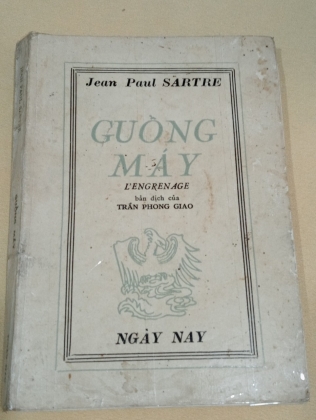 Jean Paul SARTRE
GUỒNG
MÁY
L'ENGRENAGE
bản dịch của
TRẦN PHONG GIAO
NGÀY NAY